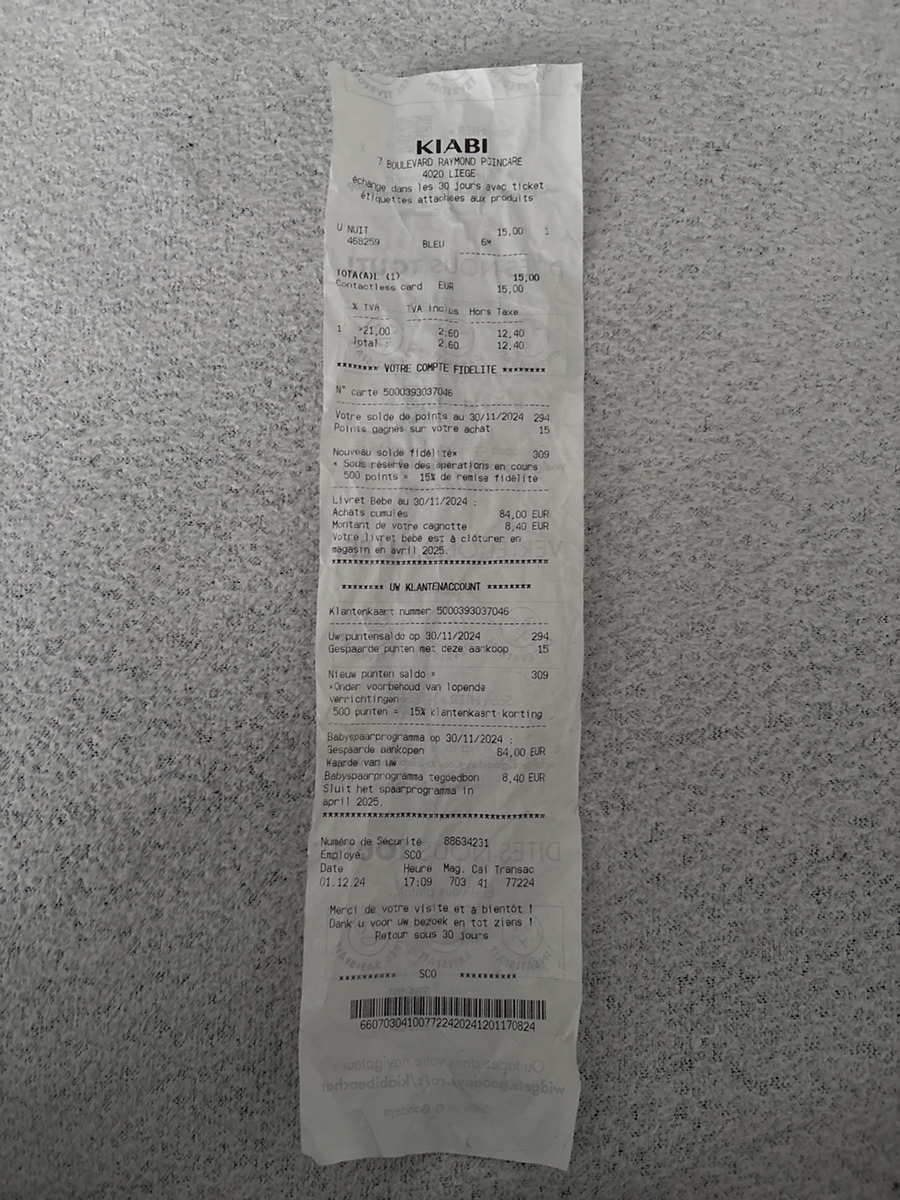 KIABI
7 BOULEVARD RAYMOND POINCARE
4020 LIEGE
échange dans les 30 jours avec ticket
étiquettes attachées aux produits
U NUIT 15,00 1
468259 BLEU 6M
TOTA(A)L (1) 15,00
Contactless card EUR 15,00
% TVA TVA inclus Hors Taxe
1 >21,00 2,60 12,40
Total : 2,60 12,40
******** VOTRE COMPTE FIDELITE ********
N° carte 5000393037046
Votre solde de points au 30/11/2024 294
Points gagnés sur votre achat 15
Nouveau solde fidélité* 309
* Sous réserve des opérations en cours
500 points = 15% de remise fidélité
Livret Bébé au 30/11/2024 :
Achats cumulés 84,00 EUR
Montant de votre cagnotte 8,40 EUR
Votre livret bébé est à clôturer en
magasin en avril 2025.
******** UW KLANTENACCOUNT ********
Klantenkaart nummer 5000393037046
Uw puntensaldo op 30/11/2024 294
Gespaarde punten met deze aankoop 15
Nieuw punten saldo * 309
*Onder voorbehoud van lopende
verrichtingen
500 punten = 15% klantenkaart korting
Babyspaarprogramma op 30/11/2024 :
Gespaarde aankopen 84,00 EUR
Waarde van uw
Babyspaarprogramma tegoedbon 8,40 EUR
Sluit het spaarprogramma in
april 2025.
Numéro de Sécurité 88634231
Employé: SCO
Date Heure Mag. Cai Transac
01.12.24 17:09 703 41 77224
Merci de votre visite et à bientôt !
Dank u voor uw bezoek en tot ziens !
Retour sous 30 jours
********** SCO **********
660703041007722420241201170824